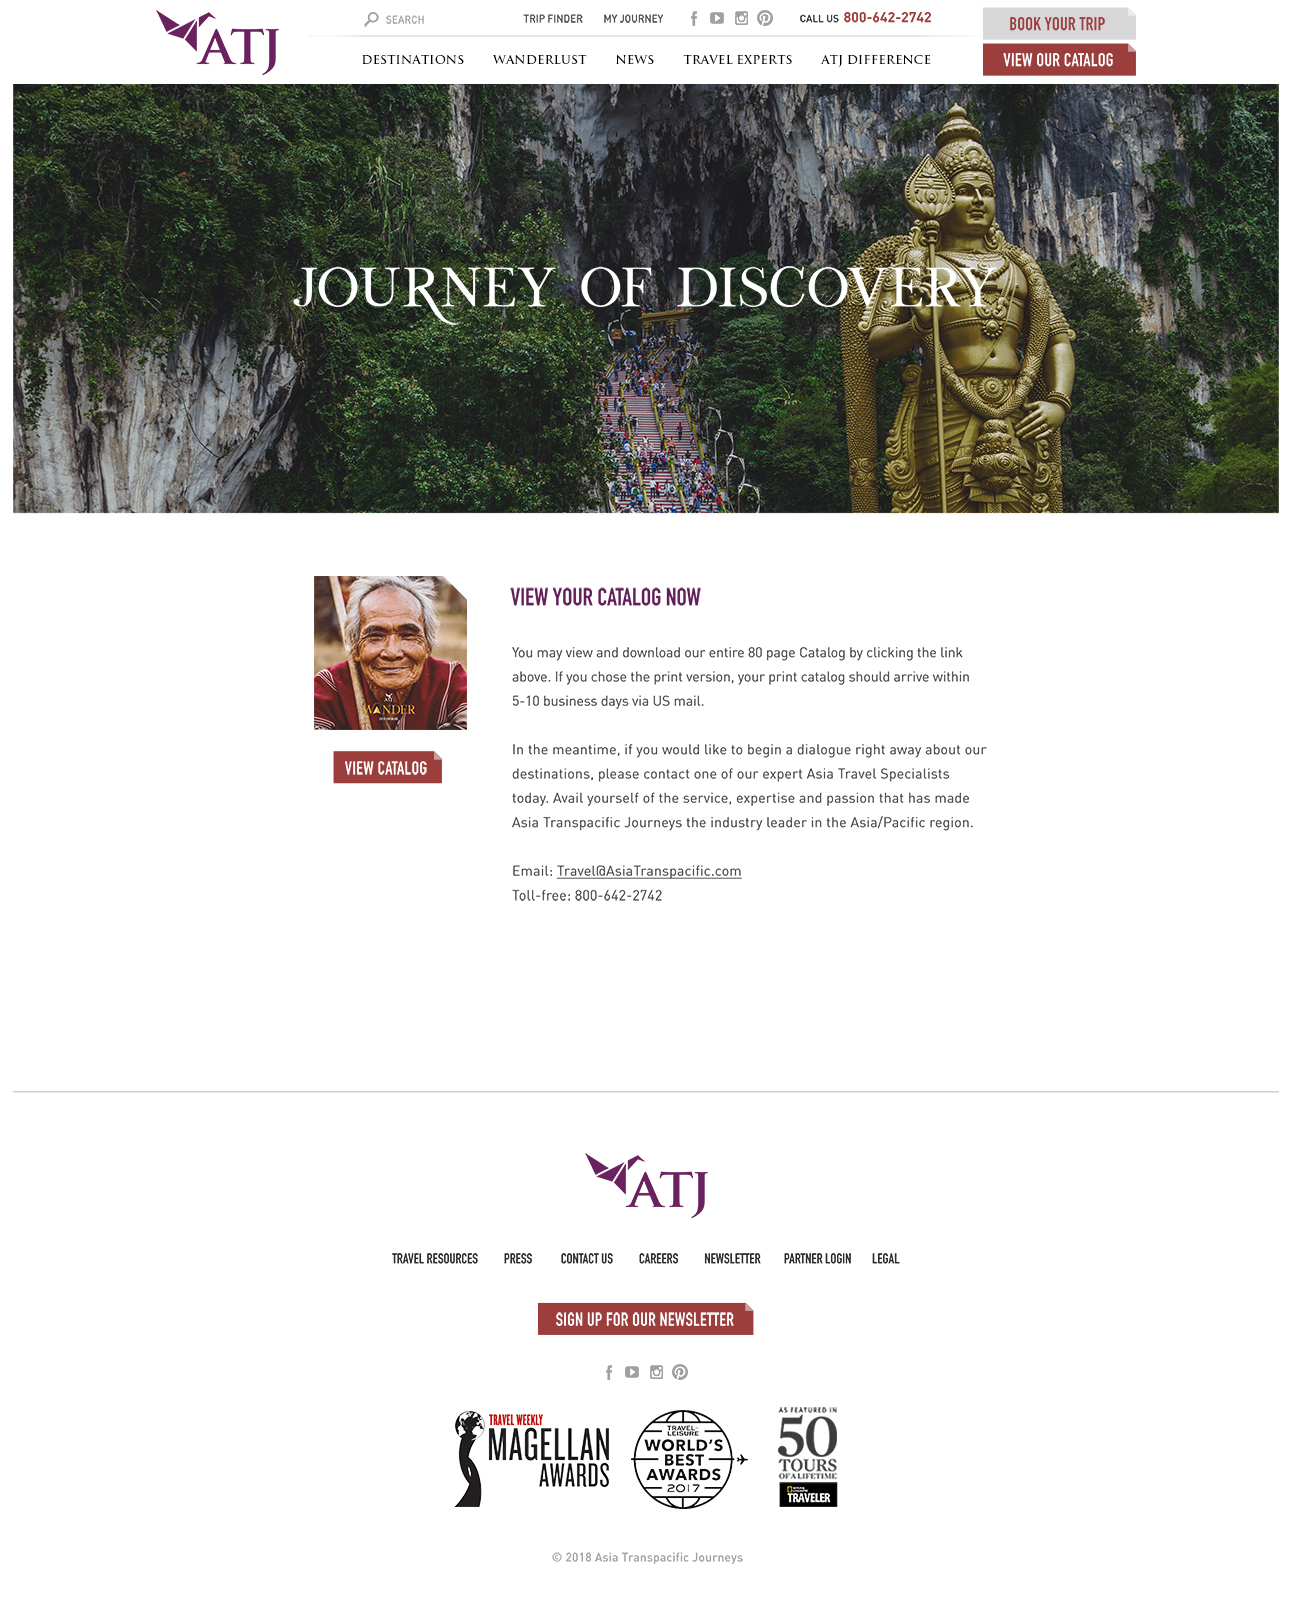 ATJ
SEARCH
TRIP FINDER
MY JOURNEY
CALL US 800-642-2742
BOOK YOUR TRIP
DESTINATIONS
WANDERLUST
NEWS
TRAVEL EXPERTS
ATJ DIFFERENCE
VIEW OUR CATALOG
JOURNEY OF DISCOVERY
ATJ
WANDER
VIEW CATALOG
VIEW YOUR CATALOG NOW
You may view and download our entire 80 page Catalog by clicking the link
above. If you chose the print version, your print catalog should arrive within
5-10 business days via US mail.
In the meantime, if you would like to begin a dialogue right away about our
destinations, please contact one of our expert Asia Travel Specialists
today. Avail yourself of the service, expertise and passion that has made
Asia Transpacific Journeys the industry leader in the Asia/Pacific region.
Email: Travel@AsiaTranspacific.com
Toll-free: 800-642-2742
ATJ
TRAVEL RESOURCES
PRESS
CONTACT US
CAREERS
NEWSLETTER
PARTNER LOGIN
LEGAL
SIGN UP FOR OUR NEWSLETTER
TRAVEL WEEKLY
MAGELLAN
AWARDS
TRAVEL+
LEISURE
WORLD'S
BEST
AWARDS
2017
AS FEATURED IN
50
TOURS
OF A LIFETIME
TRAVELER
© 2018 Asia Transpacific Journeys